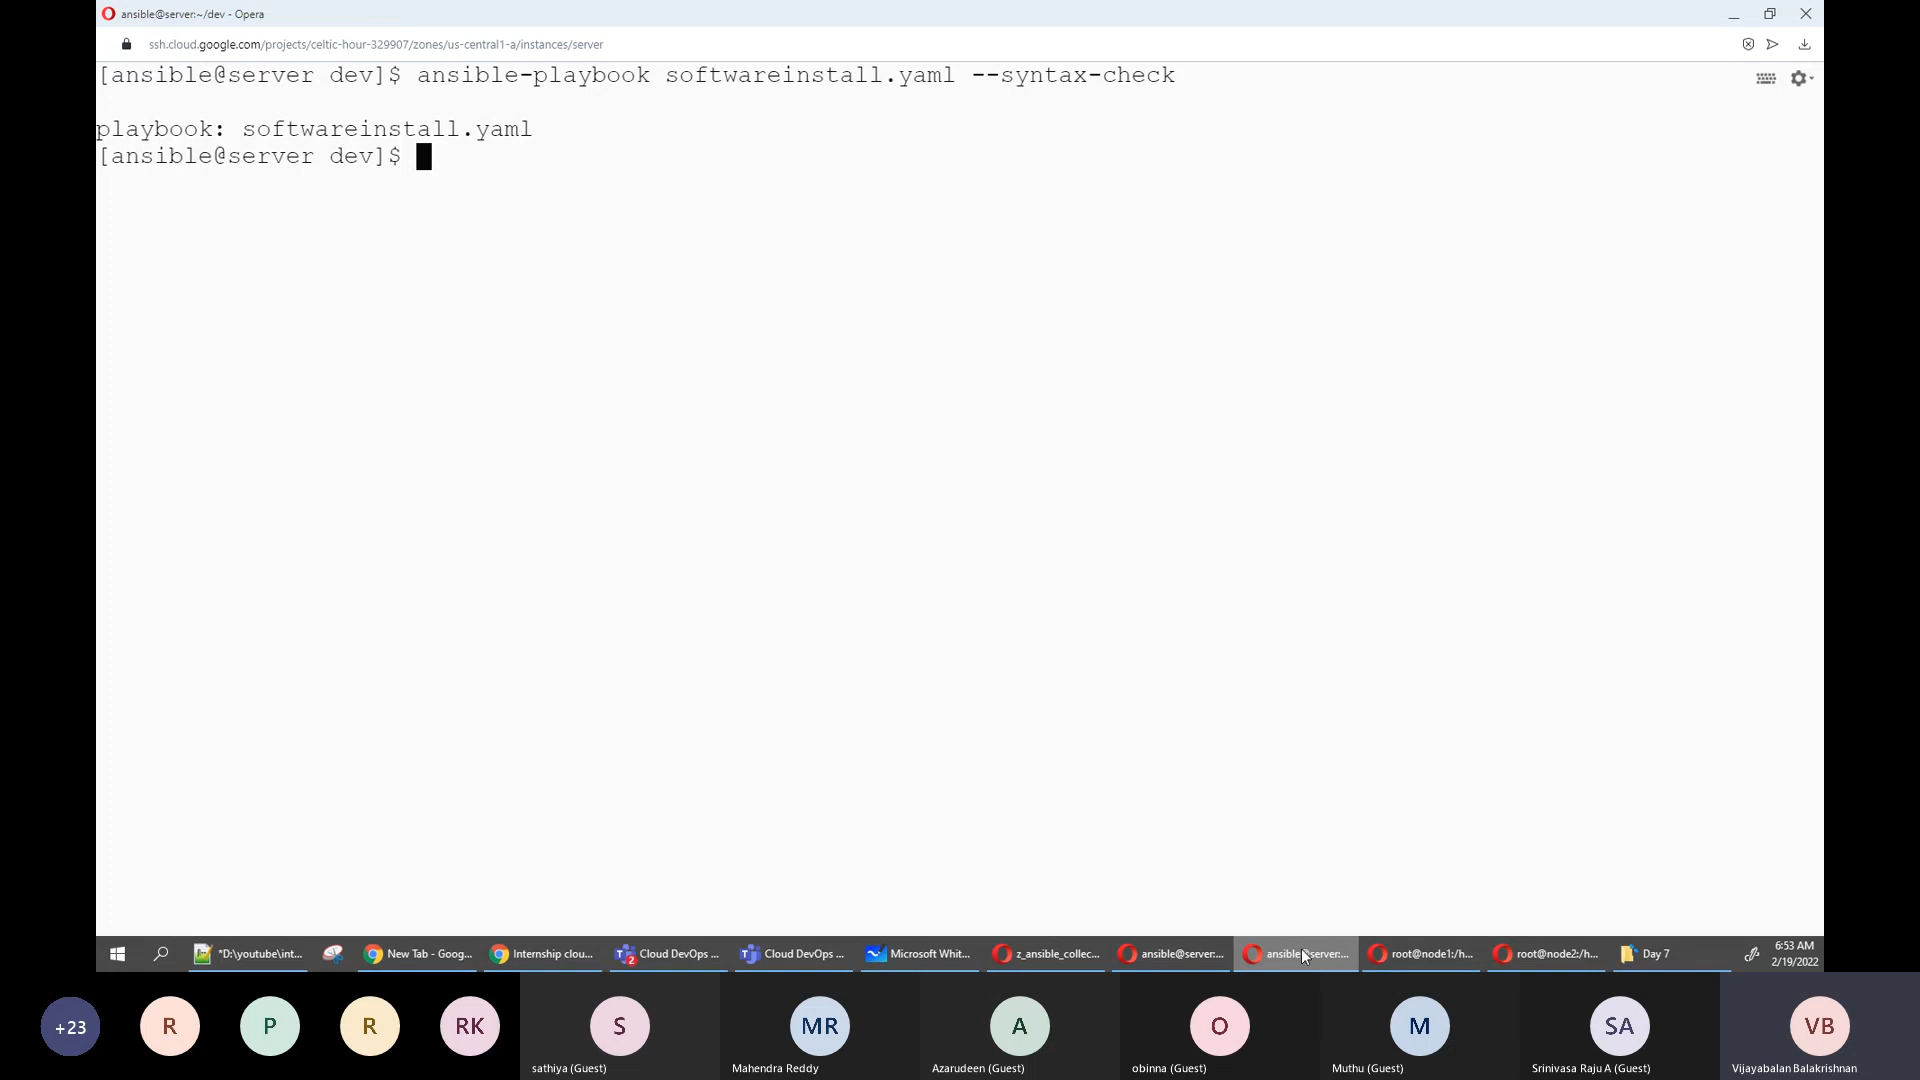 ansible@server:~/dev - Opera
ssh.cloud.google.com/projects/celtic-hour-329907/zones/us-central1-a/instances/server
[ansible@server dev]$ ansible-playbook softwareinstall.yaml --syntax-check
playbook: softwareinstall.yaml
[ansible@server dev]$
*D:\youtube\int...
New Tab - Goog...
Internship clou...
2
Cloud DevOps ...
Cloud DevOps ...
Microsoft Whit...
z_ansible_collec...
ansible@server:...
ansible@server:...
root@node1:/h...
root@node2:/h...
Day 7
6:53 AM
2/19/2022
+23
R
P
R
RK
S
MR
A
O
M
SA
VB
sathiya (Guest)
Mahendra Reddy
Azarudeen (Guest)
obinna (Guest)
Muthu (Guest)
Srinivasa Raju A (Guest)
Vijayabalan Balakrishnan